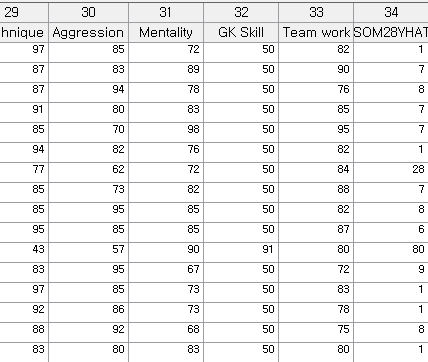 29 30 31 32 33 34
hnique Aggression Mentality GK Skill Team work SOM28YHAT
97 85 72 50 82 1
87 83 89 50 90 7
87 94 78 50 76 8
91 80 83 50 85 7
85 70 98 50 95 7
94 82 76 50 82 1
77 62 72 50 84 28
85 73 82 50 88 7
85 95 85 50 82 8
95 85 85 50 87 6
43 57 90 91 80 80
83 95 67 50 72 9
97 85 73 50 83 1
92 86 73 50 78 1
88 92 68 50 75 8
83 80 83 50 80 1